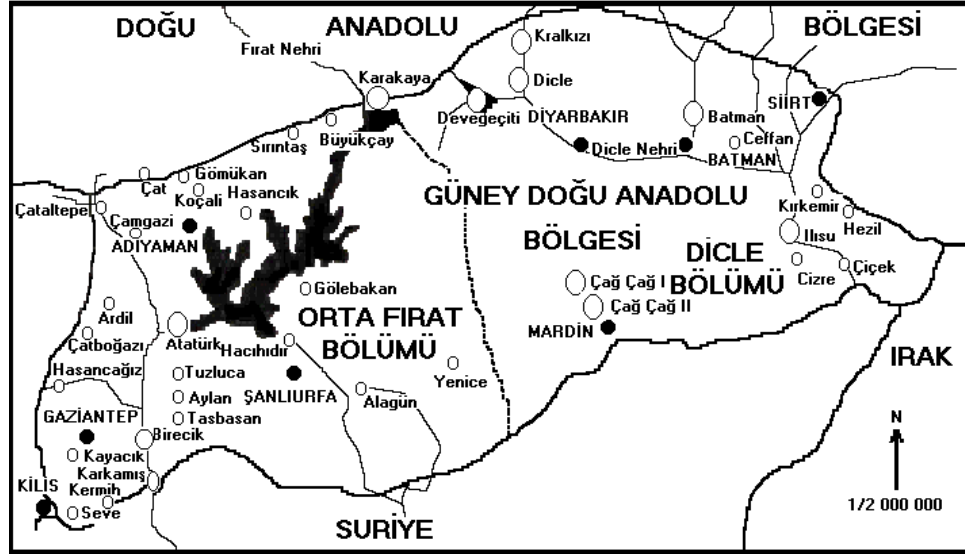 DOĞU ANADOLU BÖLGESİ
Fırat Nehri
Kralkızı
Karakaya
Dicle
SİİRT
Devegeçiti
DİYARBAKIR
Batman
Büyükçay
Sırıntaş
Dicle Nehri
Ceffan
BATMAN
Çat
Gömükan
Koçali
Hasancık
GÜNEY DOĞU ANADOLU
BÖLGESİ
Kırkemir
Hezil
Çataltepe
Çamgazi
ADIYAMAN
Ilısu
DİCLE
BÖLÜMÜ
Cizre
Çiçek
Çağ Çağ I
Çağ Çağ II
MARDİN
Gölebakan
ORTA FIRAT
BÖLÜMÜ
Ardil
Çatboğazı
Atatürk
Hacıhıdır
IRAK
Hasancağız
Tuzluca
ŞANLIURFA
Yenice
Aylan
Alagün
GAZİANTEP
Tasbasan
Birecik
N
Kayacık
Karkamış
KİLİS
Kermih
Seve
1/2 000 000
SURİYE